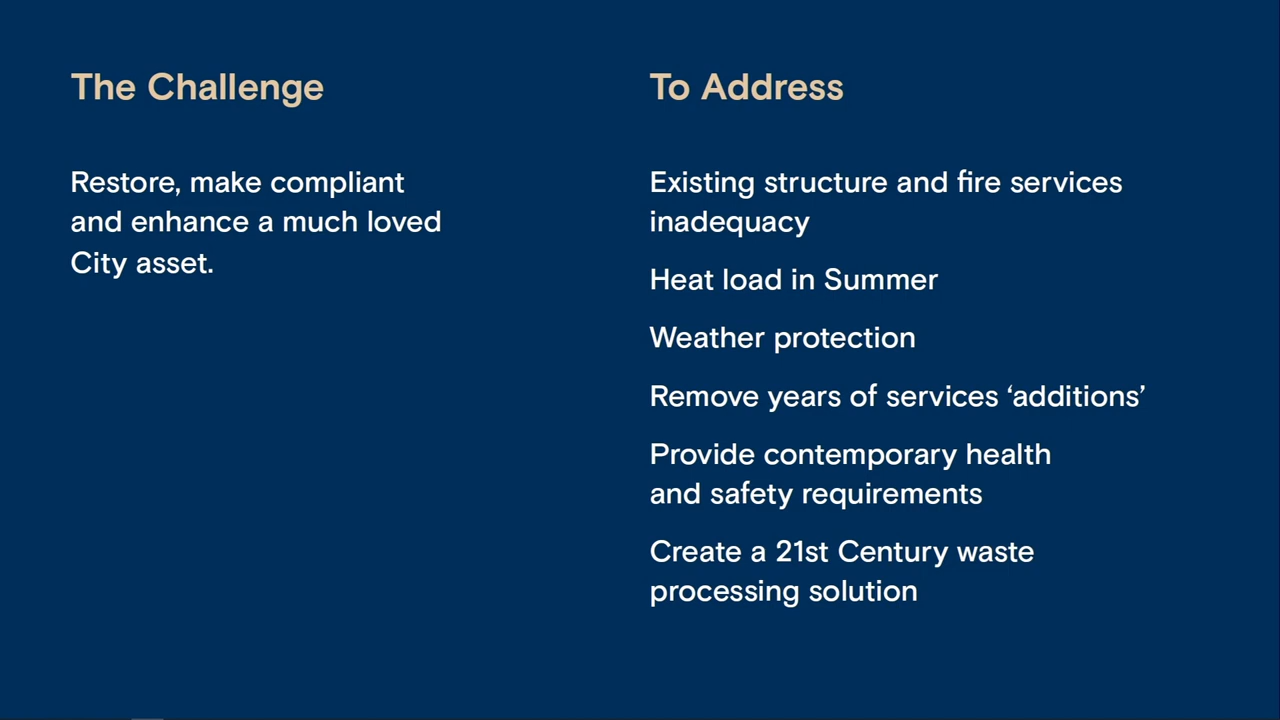 The Challenge
Restore, make compliant
and enhance a much loved
City asset.
To Address
Existing structure and fire services
inadequacy
Heat load in Summer
Weather protection
Remove years of services ‘additions’
Provide contemporary health
and safety requirements
Create a 21st Century waste
processing solution